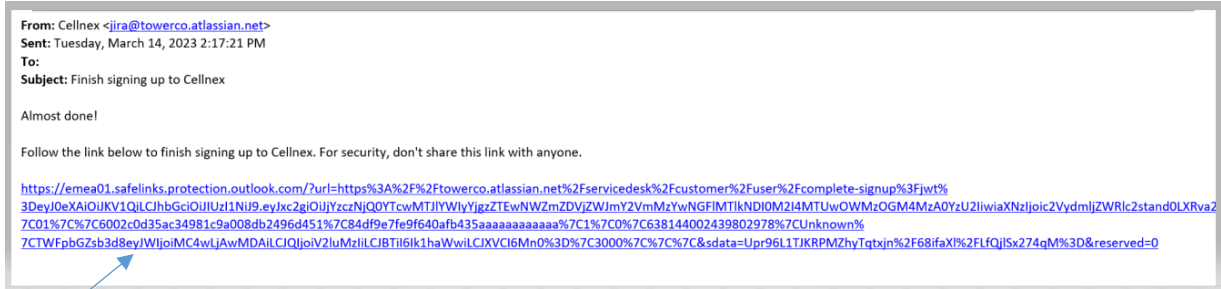 From: Cellnex <jira@towerco.atlassian.net>
Sent: Tuesday, March 14, 2023 2:17:21 PM
To:
Subject: Finish signing up to Cellnex
Almost done!
Follow the link below to finish signing up to Cellnex. For security, don't share this link with anyone.
https://emea01.safelinks.protection.outlook.com/?url=https%3A%2F%2Ftowerco.atlassian.net%2Fservicedesk%2Fcustomer%2Fuser%2Fcomplete-signup%3Fjwt%
3DeyJ0eXAiOiJKV1QiLCJhbGciOiJIUzI1NiJ9.eyJxc2giOiJjYzczNjQ0YTcwMTJlYWIyYjgzZTEwNWZmZDVjZWJmY2VmMzYwNGFlMTlkNDI0M2I4MTUwOWMzOGM4MzA0YzU2IiwiaXNzIjoic2VydmljZWRlc2stand0LXRva2
7C01%7C%7C6002c0d35ac34981c9a008db2496d451%7C84df9e7fe9f640afb435aaaaaaaaaaaa%7C1%7C0%7C638144002439802978%7CUnknown%
7CTWFpbGZsb3d8eyJWIjoiMC4wLjAwMDAiLCJQIjoiV2luMzIiLCJBTiI6Ik1haWwiLCJXVCI6Mn0%3D%7C3000%7C%7C%7C&sdata=Upr96L1TJKRPMZhyTqtxjn%2F68ifaXl%2FLfQjlSx274qM%3D&reserved=0